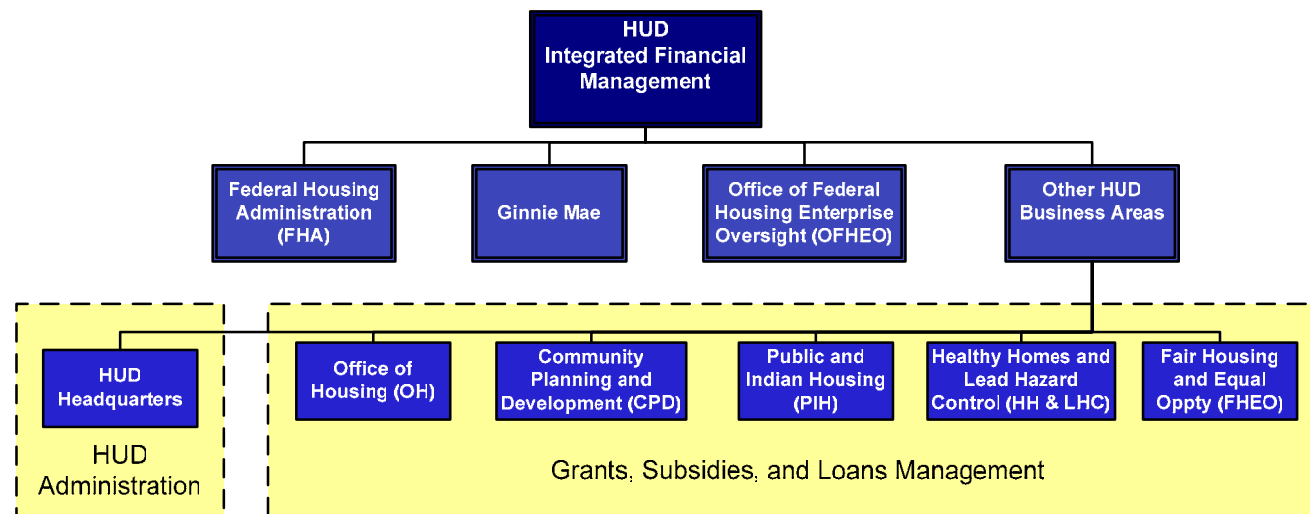 HUD
Integrated Financial
Management
Federal Housing
Administration
(FHA)
Ginnie Mae
Office of Federal
Housing Enterprise
Oversight (OFHEO)
Other HUD
Business Areas
HUD
Headquarters
Office of
Housing (OH)
Community
Planning and
Development (CPD)
Public and
Indian Housing
(PIH)
Healthy Homes and
Lead Hazard
Control (HH & LHC)
Fair Housing
and Equal
Oppty (FHEO)
HUD
Administration
Grants, Subsidies, and Loans Management